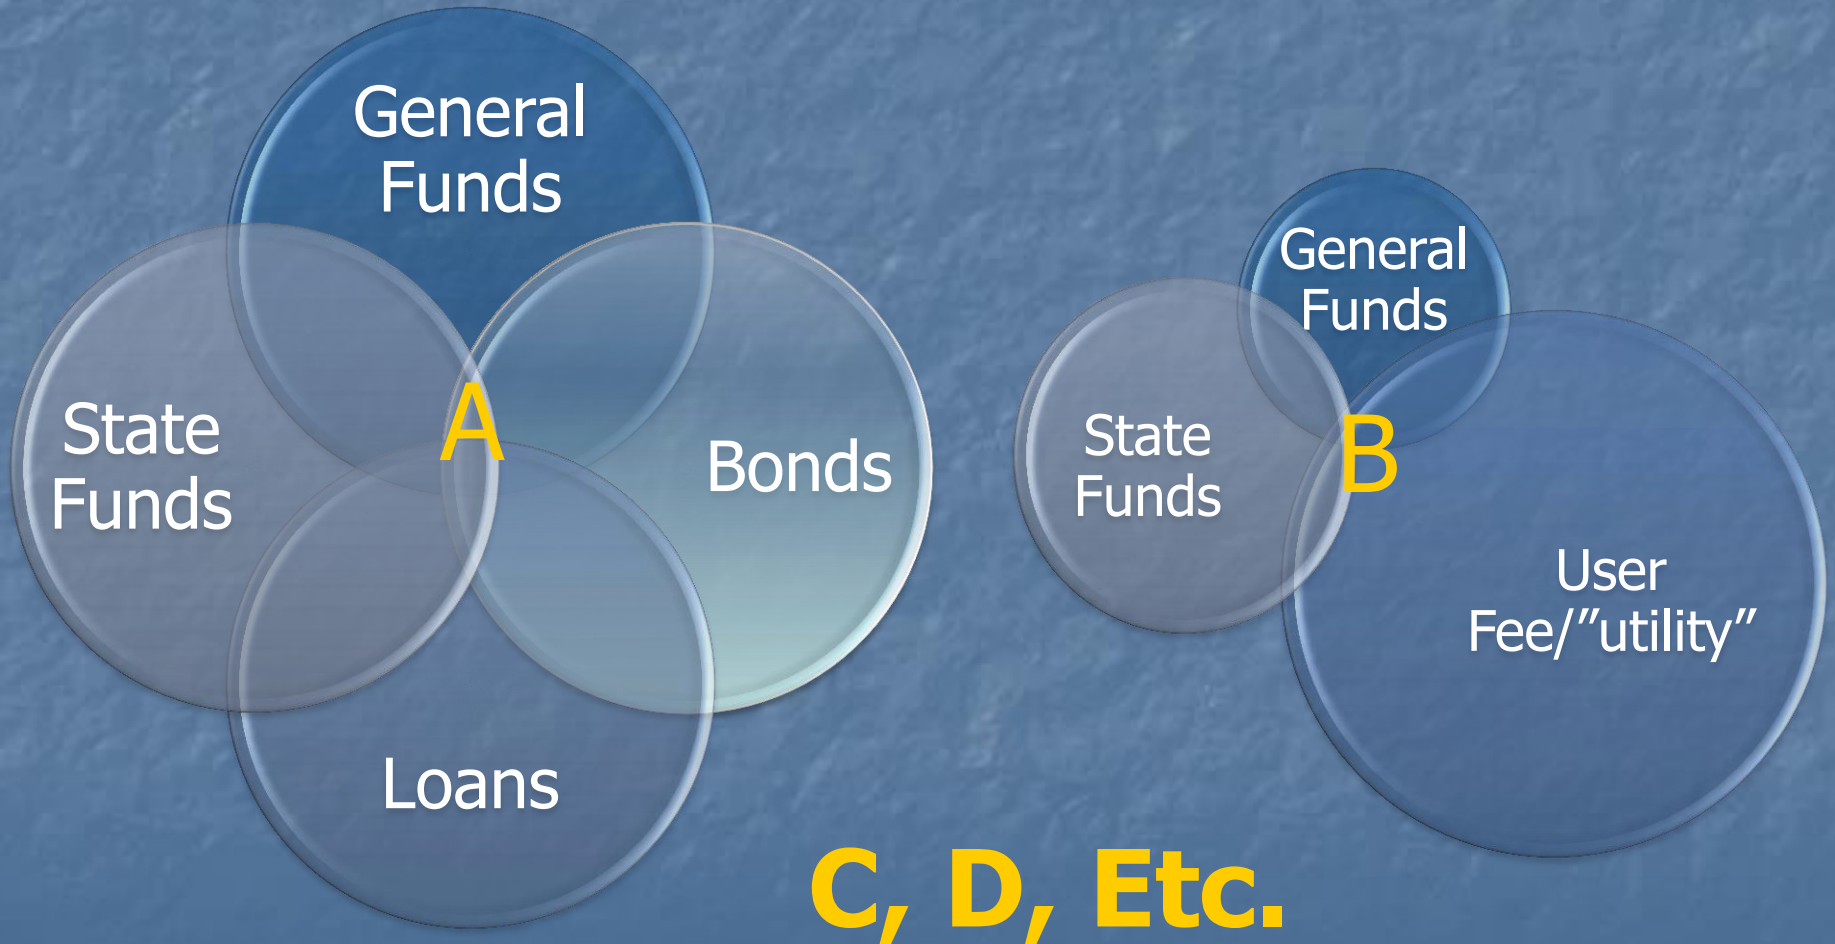 General
Funds
State
Funds
A
Bonds
Loans
General
Funds
State
Funds
B
User
Fee/”utility”
C, D, Etc.